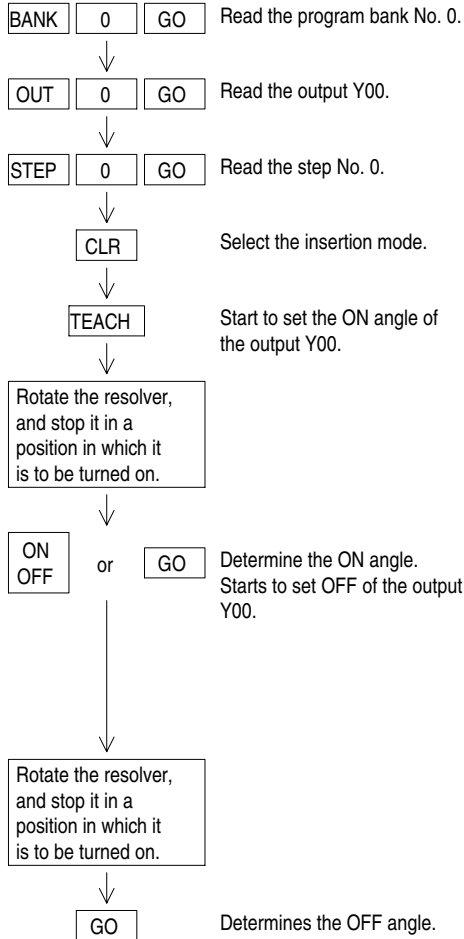 BANK 0 GO Read the program bank No. 0.
OUT 0 GO Read the output Y00.
STEP 0 GO Read the step No. 0.
CLR Select the insertion mode.
TEACH Start to set the ON angle of
the output Y00.
Rotate the resolver,
and stop it in a
position in which it
is to be turned on.
ON
OFF or GO Determine the ON angle.
Starts to set OFF of the output
Y00.
Rotate the resolver,
and stop it in a
position in which it
is to be turned on.
GO Determines the OFF angle.